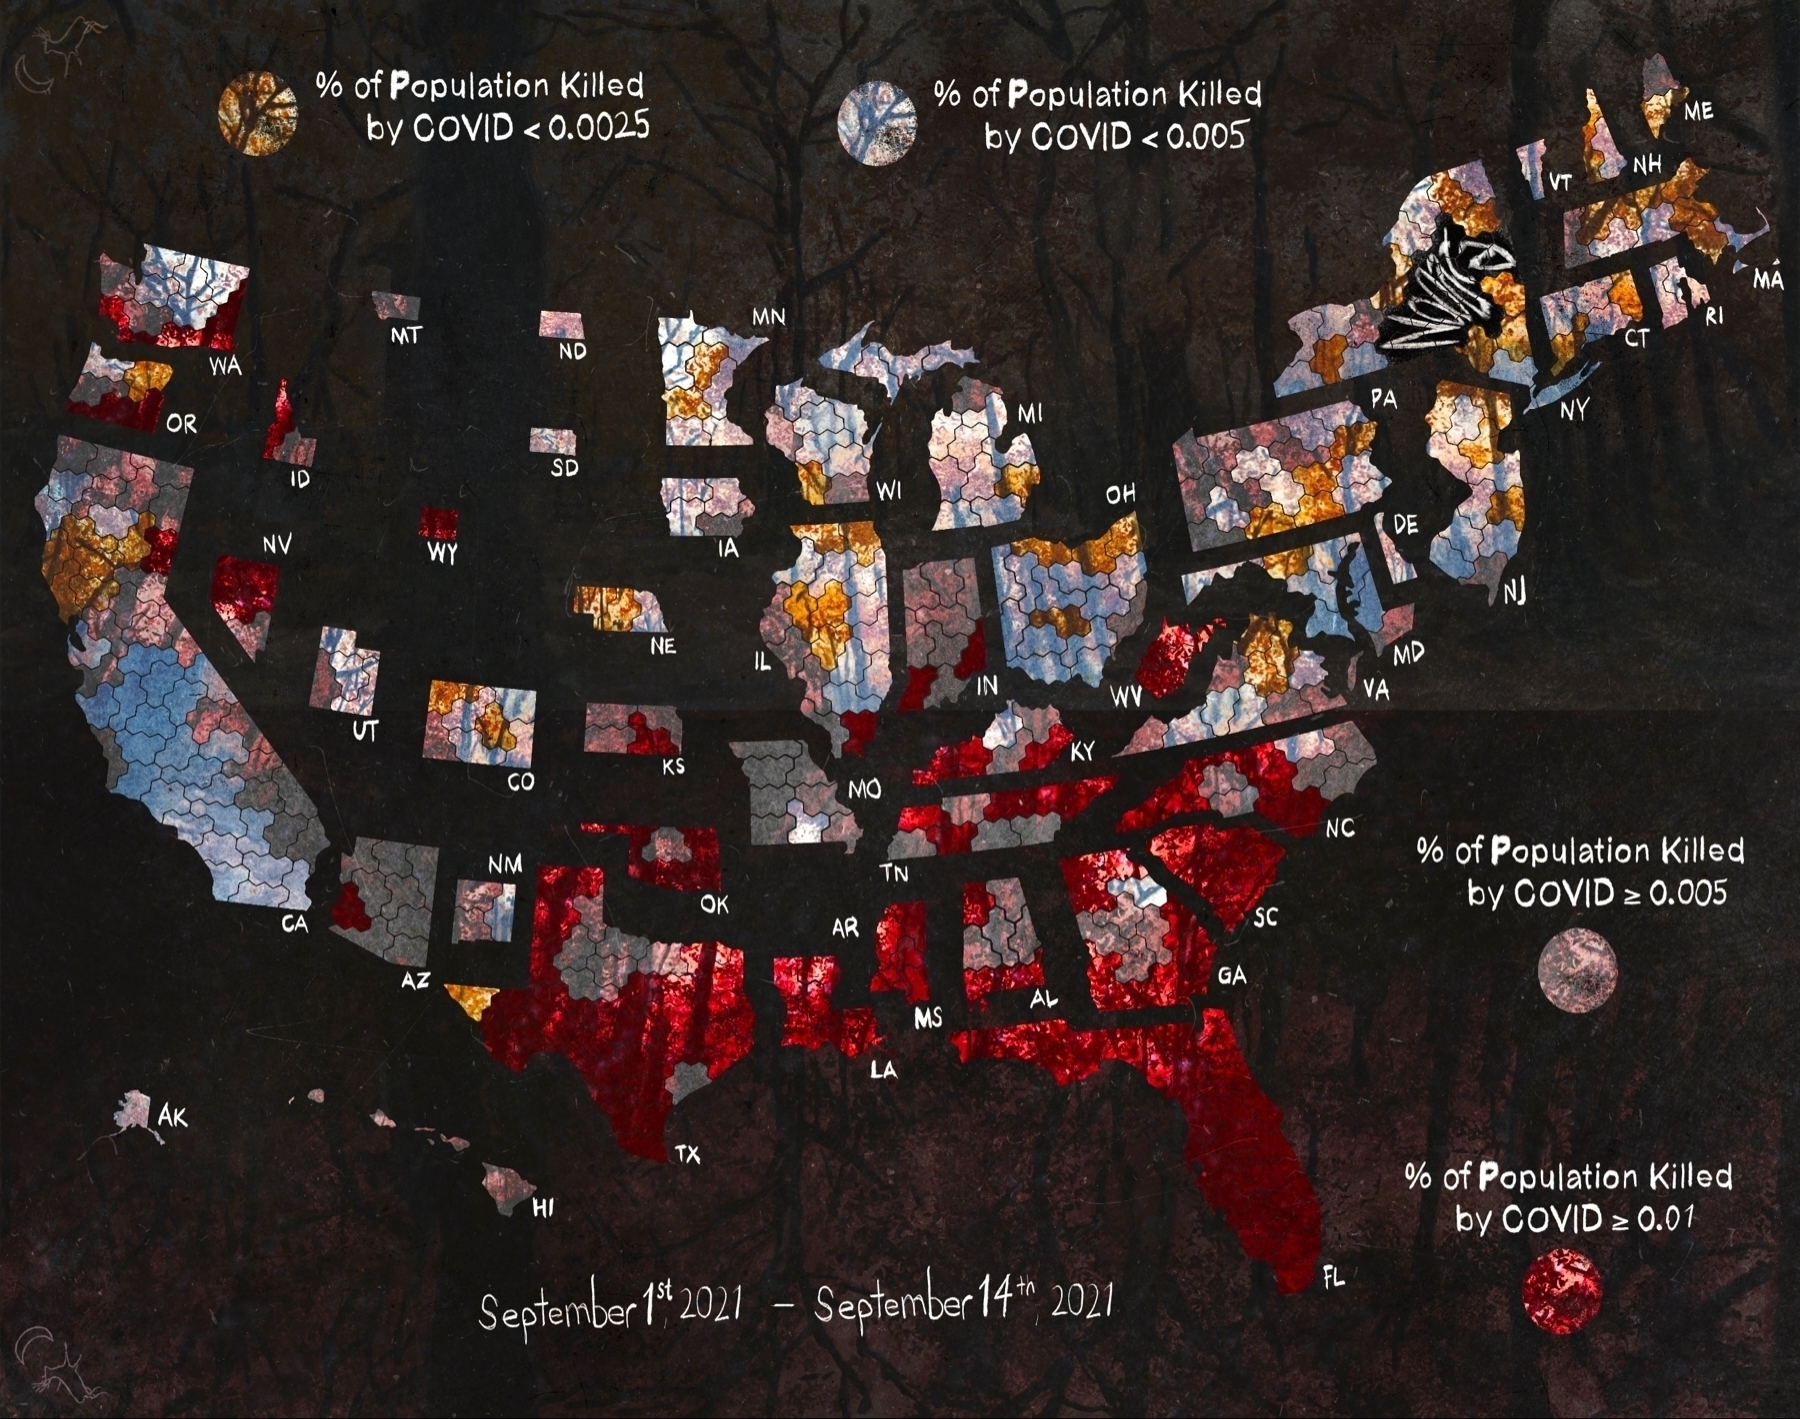 % of Population Killed
by COVID < 0.0025
% of Population Killed
by COVID < 0.005
ME
NH
VT
MA
RI
CT
NY
PA
WA
MT
ND
MN
OR
ID
SD
WI
MI
OH
DE
NJ
MD
NV
WY
IA
NE
IL
IN
WV
VA
UT
CO
KS
MO
KY
NC
TN
CA
AZ
NM
OK
AR
MS
AL
GA
SC
LA
TX
AK
HI
FL
% of Population Killed
by COVID ≥ 0.005
% of Population Killed
by COVID ≥ 0.01
September 1st, 2021 – September 14th, 2021